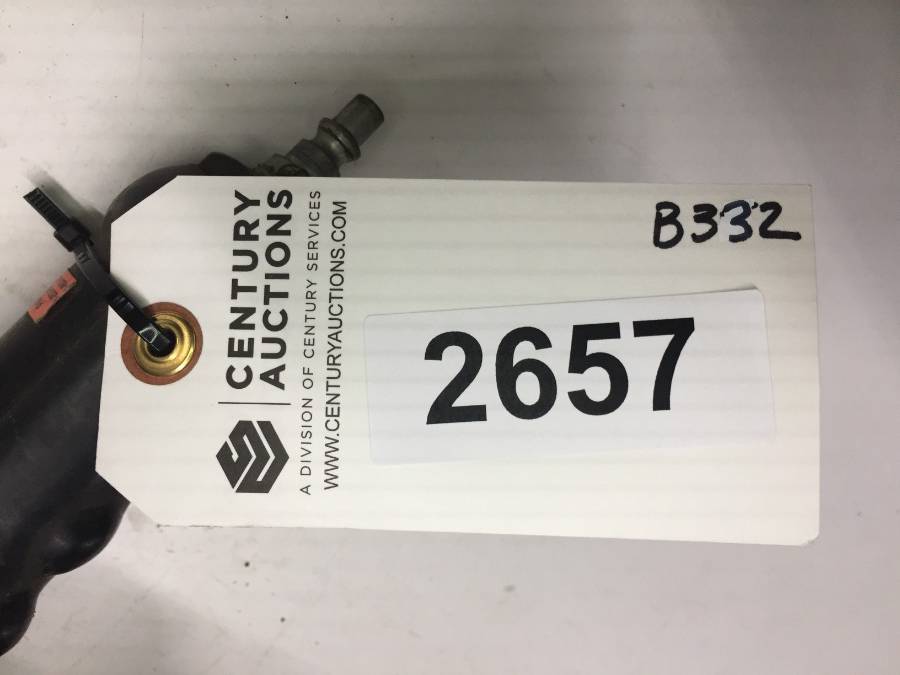 CENTURY
AUCTIONS
A DIVISION OF CENTURY SERVICES
WWW.CENTURYAUCTIONS.COM
B332
2657